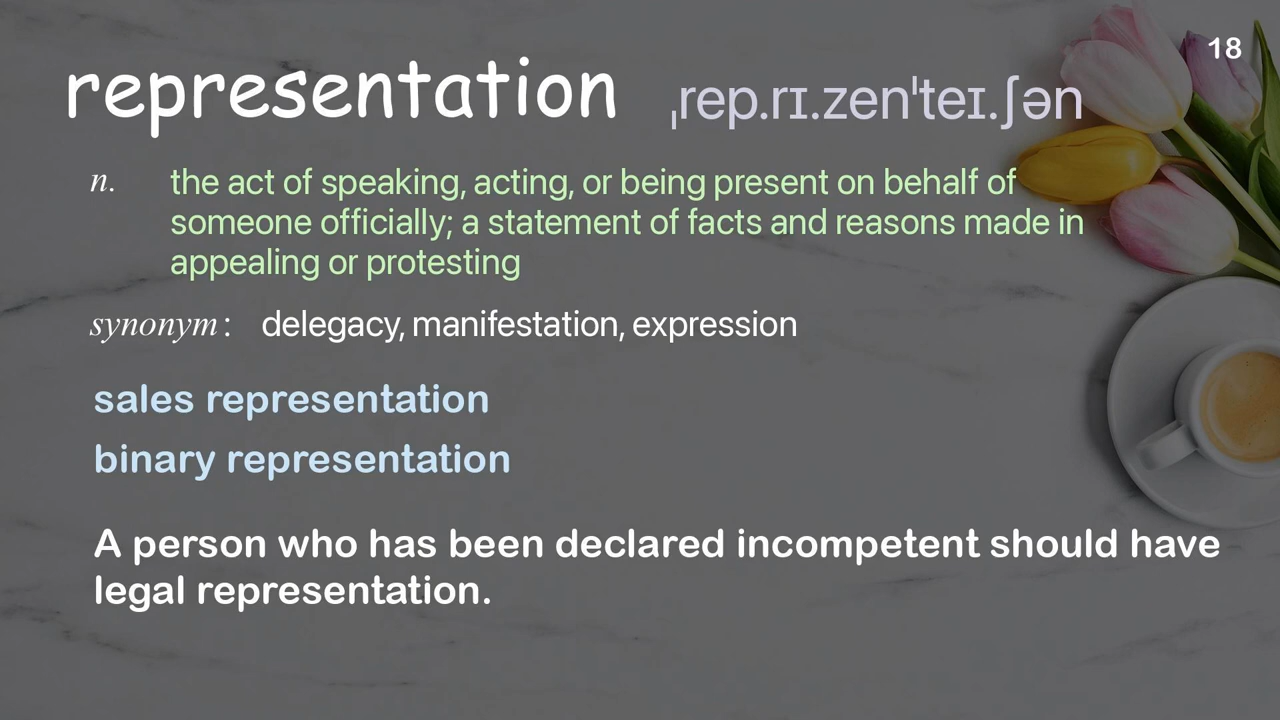 18
representation ˌrep.rɪ.zenˈteɪ.ʃən
n. the act of speaking, acting, or being present on behalf of
someone officially; a statement of facts and reasons made in
appealing or protesting
synonym: delegacy, manifestation, expression
sales representation
binary representation
A person who has been declared incompetent should have
legal representation.